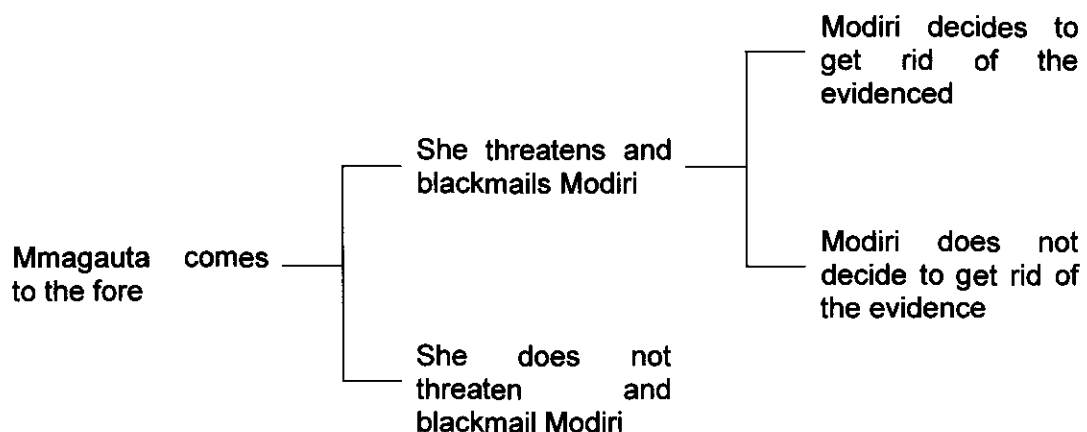 Modiri decides to
get rid of the
evidenced
She threatens and
blackmails Modiri
Mmagauta comes
to the fore
Modiri does not
decide to get rid of
the evidence
She does not
threaten and
blackmail Modiri